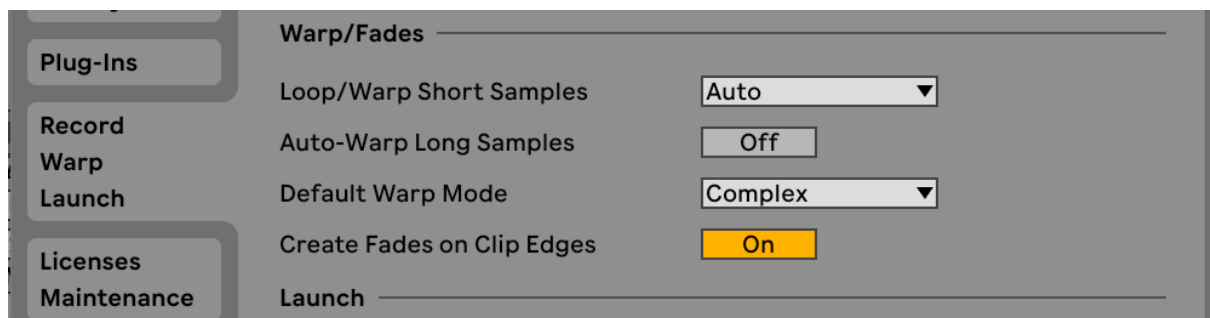 Plug-Ins
Record
Warp
Launch
Licenses
Maintenance
Warp/Fades
Loop/Warp Short Samples Auto
Auto-Warp Long Samples Off
Default Warp Mode Complex
Create Fades on Clip Edges On
Launch